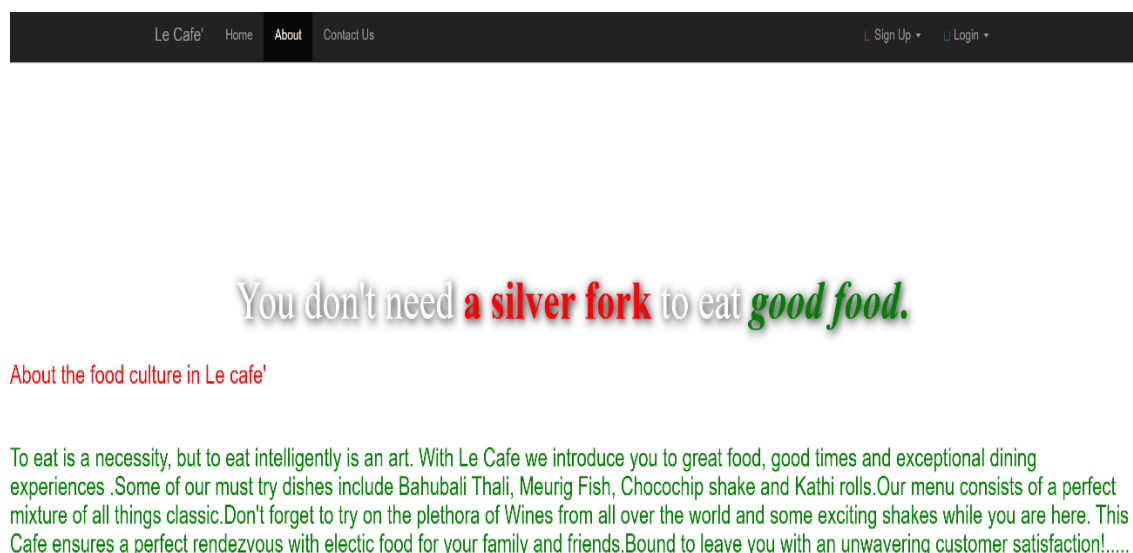 Le Cafe' Home About Contact Us Sign Up Login
You don't need a silver fork to eat good food.
About the food culture in Le cafe'
To eat is a necessity, but to eat intelligently is an art. With Le Cafe we introduce you to great food, good times and exceptional dining
experiences .Some of our must try dishes include Bahubali Thali, Meurig Fish, Chocochip shake and Kathi rolls.Our menu consists of a perfect
mixture of all things classic.Don't forget to try on the plethora of Wines from all over the world and some exciting shakes while you are here. This
Cafe ensures a perfect rendezvous with electic food for your family and friends.Bound to leave you with an unwavering customer satisfaction!.....